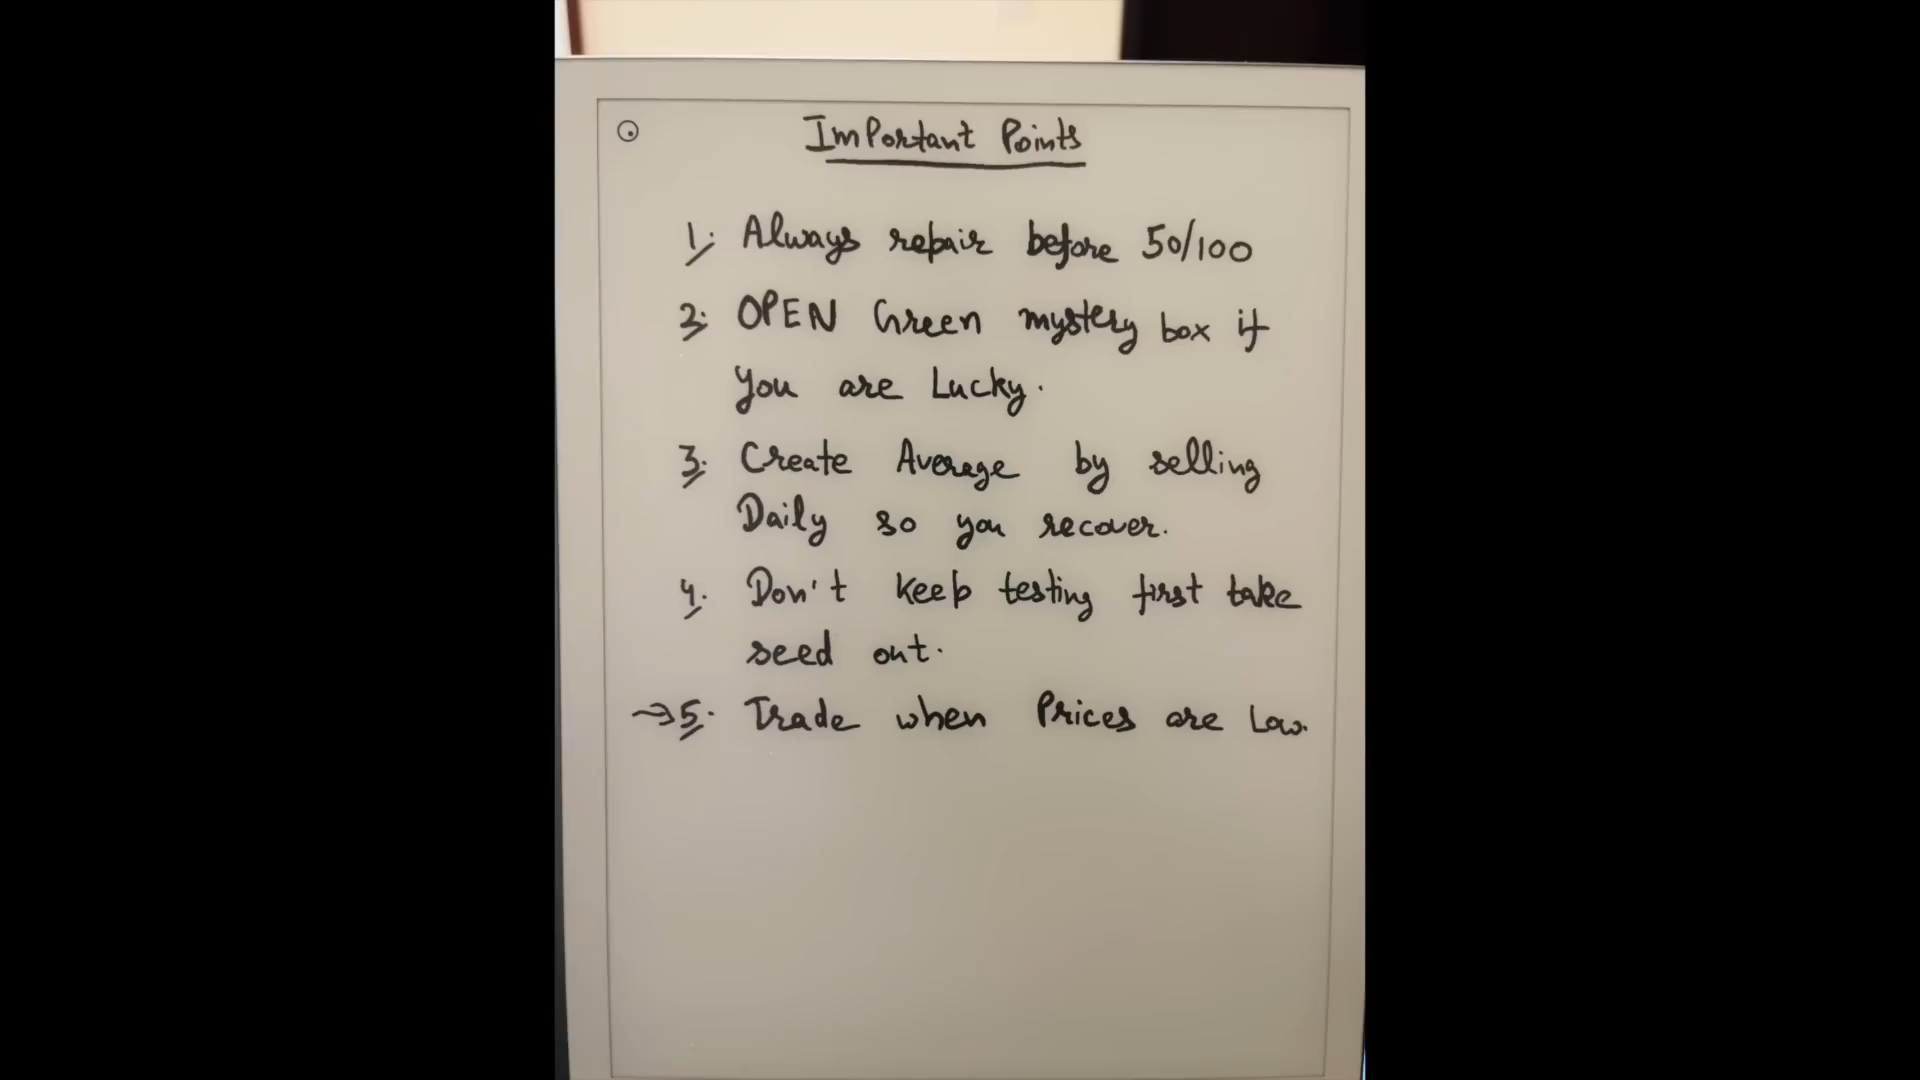 Important Points
1. Always repair before 50/100
2. OPEN Green mystery box if
you are Lucky.
3. Create Average by selling
Daily so you recover.
4. Don't keep testing first take
seed out.
→5. Trade when Prices are Low.